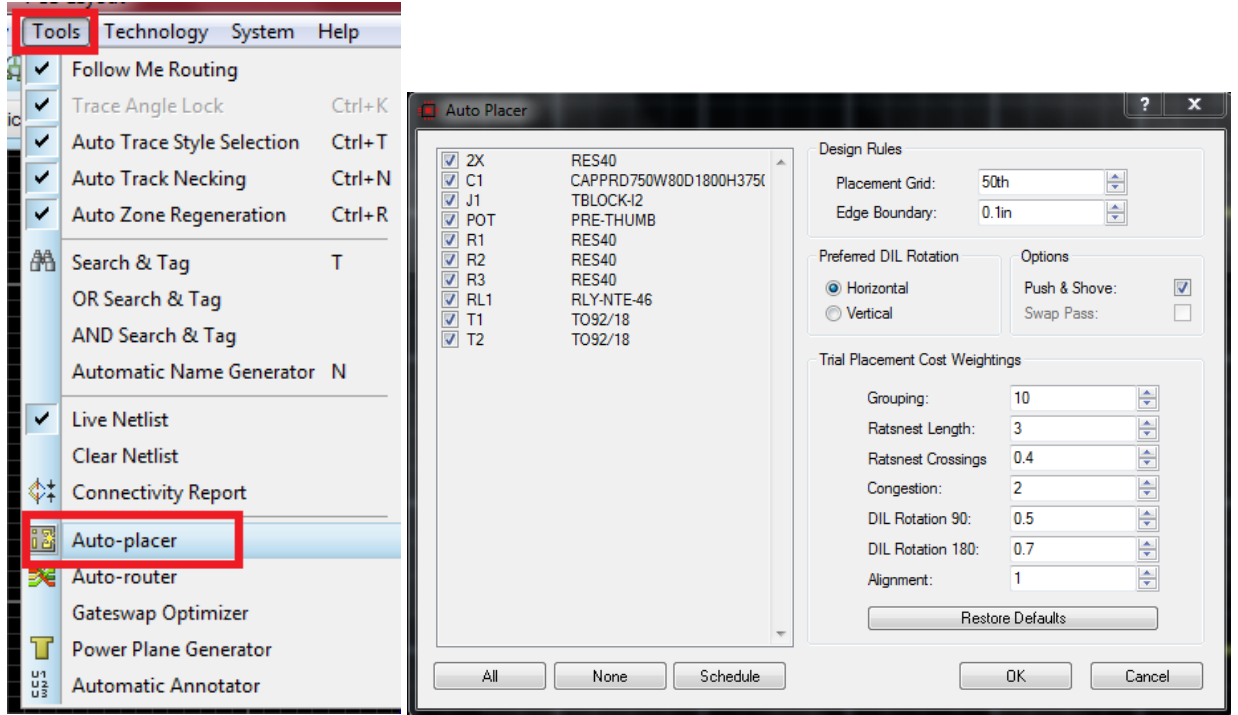 Tools Technology System Help
Follow Me Routing
Trace Angle Lock Ctrl+K
Auto Trace Style Selection Ctrl+T
Auto Track Necking Ctrl+N
Auto Zone Regeneration Ctrl+R
Search & Tag T
OR Search & Tag
AND Search & Tag
Automatic Name Generator N
Live Netlist
Clear Netlist
Connectivity Report
Auto-placer
Auto-router
Gateswap Optimizer
Power Plane Generator
Automatic Annotator
Auto Placer
2X RES40
C1 CAPPRD750W80D1800H375(
J1 TBLOCK-I2
POT PRE-THUMB
R1 RES40
R2 RES40
R3 RES40
RL1 RLY-NTE-46
T1 TO92/18
T2 TO92/18
All None Schedule
Design Rules
Placement Grid: 50th
Edge Boundary: 0.1in
Preferred DIL Rotation
Horizontal
Vertical
Options
Push & Shove:
Swap Pass:
Trial Placement Cost Weightings
Grouping: 10
Ratsnest Length: 3
Ratsnest Crossings 0.4
Congestion: 2
DIL Rotation 90: 0.5
DIL Rotation 180: 0.7
Alignment: 1
Restore Defaults
OK Cancel